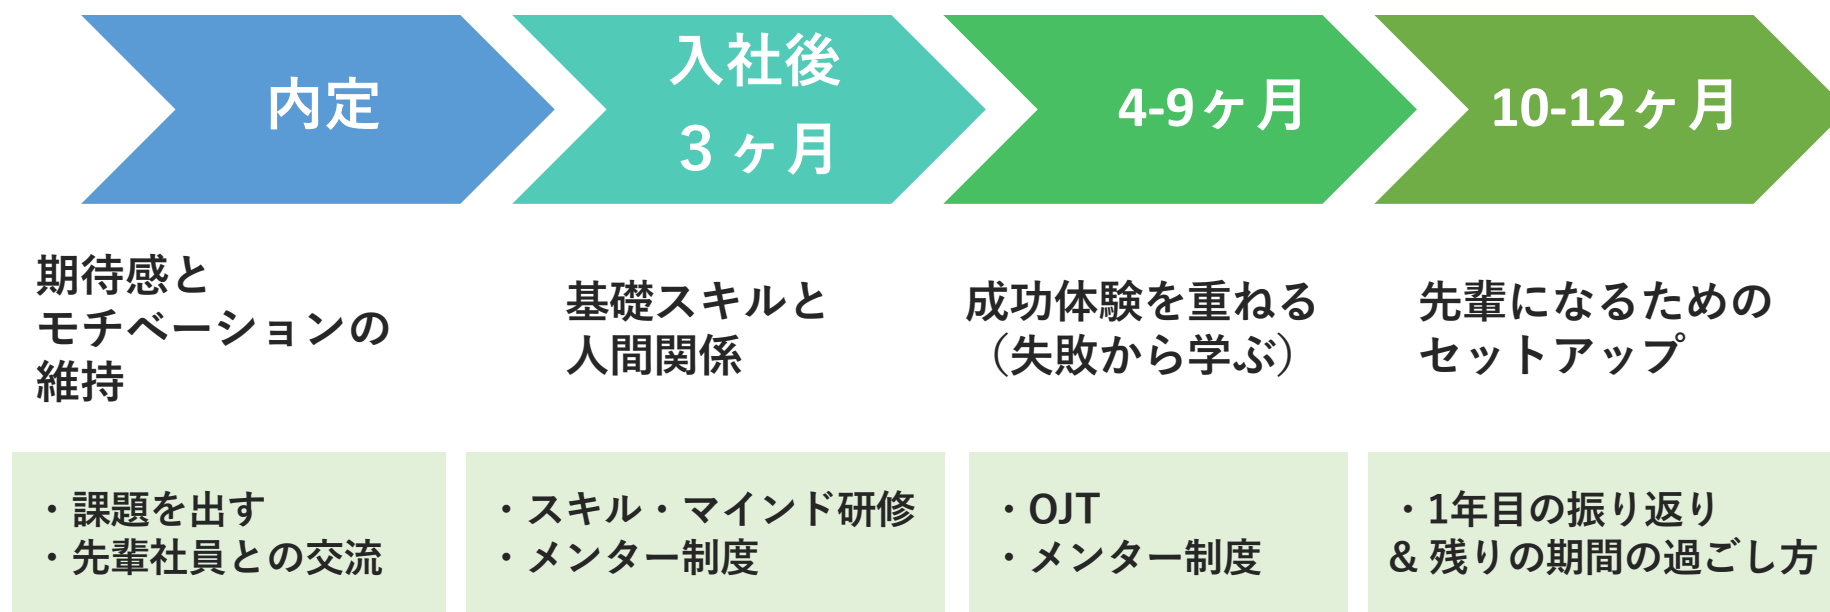 内定
入社後
３ヶ月
4-9ヶ月
10-12ヶ月
期待感と
モチベーションの
維持
基礎スキルと
人間関係
成功体験を重ねる
（失敗から学ぶ）
先輩になるための
セットアップ
・課題を出す
・先輩社員との交流
・スキル・マインド研修
・メンター制度
・OJT
・メンター制度
・1年目の振り返り
& 残りの期間の過ごし方